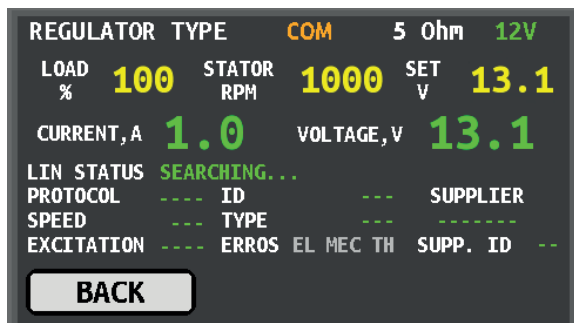 REGULATOR TYPE COM 5 Ohm 12V
LOAD % 100 STATOR RPM 1000 SET V 13.1
CURRENT,A 1.0 VOLTAGE,V 13.1
LIN STATUS SEARCHING...
PROTOCOL ---- ID --- SUPPLIER
SPEED --- TYPE --- -------
EXCITATION ---- ERROS EL MEC TH SUPP. ID --
BACK